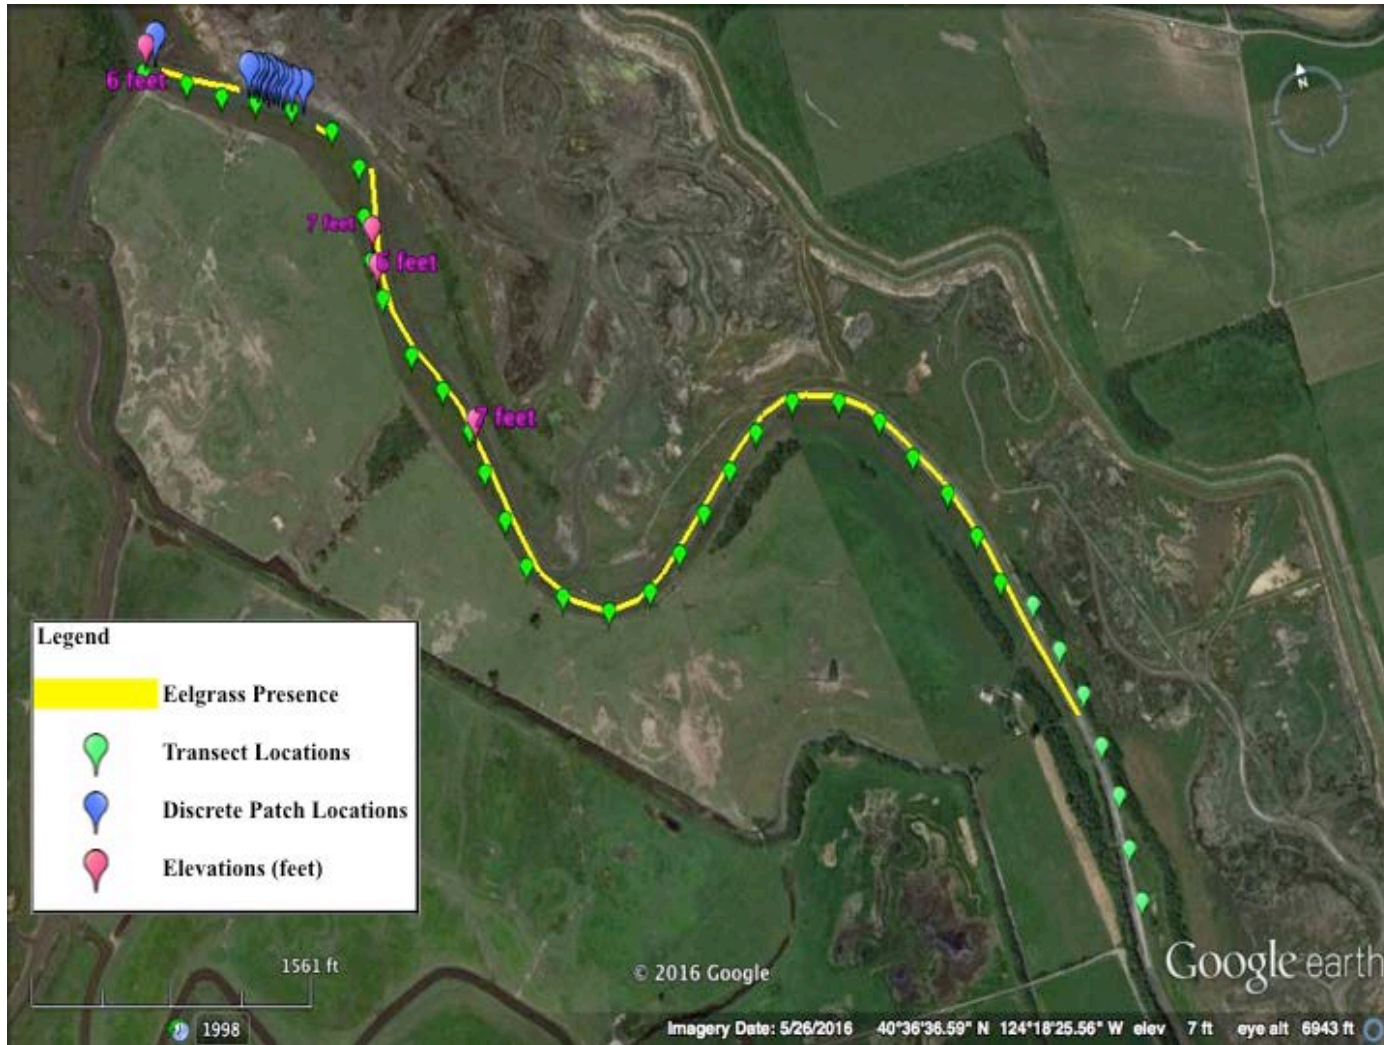 N
6 feet
7 feet
6 feet
7 feet
Legend
Eelgrass Presence
Transect Locations
Discrete Patch Locations
Elevations (feet)
1561 ft
© 2016 Google
Google earth
1998
Imagery Date: 5/26/2016 40°36'36.59" N 124°18'25.56" W elev 7 ft eye alt 6943 ft